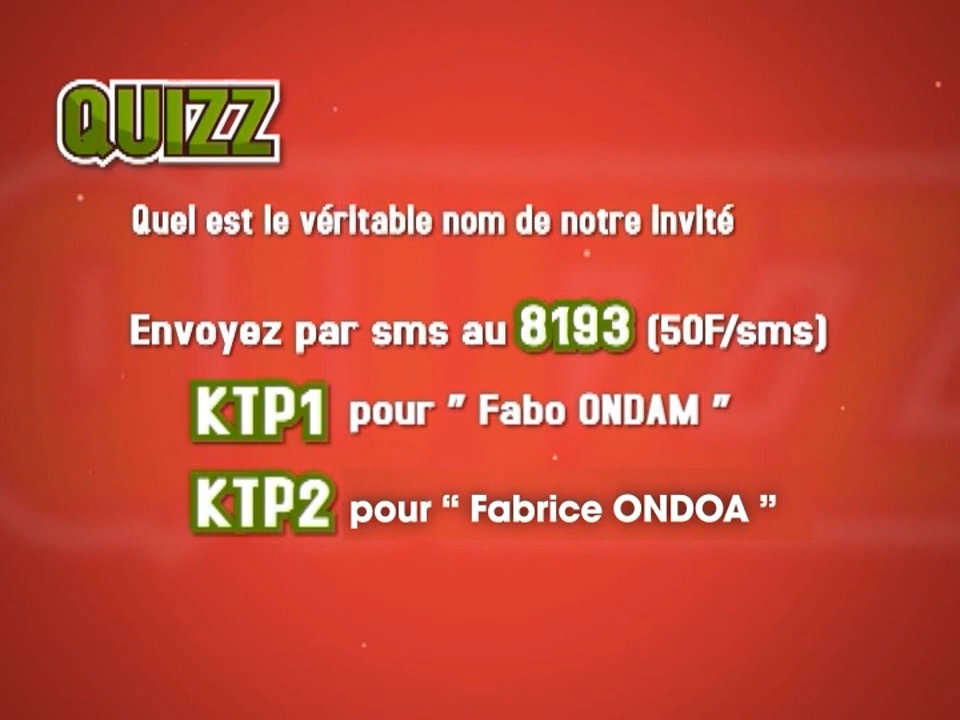 QUIZZ
Quel est le véritable nom de notre invité
Envoyez par sms au 8193 (50F/sms)
KTP1 pour " Fabo ONDAM "
KTP2 pour “ Fabrice ONDOA ”